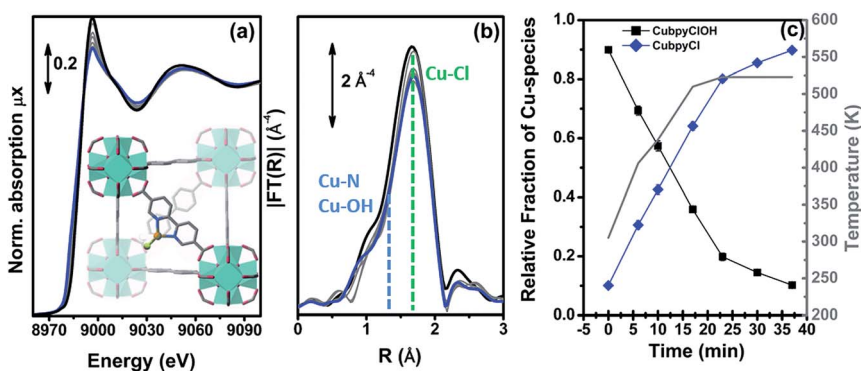 (a)
0.2
Norm. absorption μx
8970 9000 9030 9060 9090
Energy (eV)
(b)
2 Å⁻⁴
Cu-Cl
Cu-N
Cu-OH
|FT(R)| (Å⁻⁴)
0 1 2 3
R (Å)
(c)
CubpyClOH
CubpyCl
Relative Fraction of Cu-species
1.0
0.8
0.6
0.4
0.2
0.0
-5 0 5 10 15 20 25 30 35 40
Time (min)
600
550
500
450
400
350
300
250
200
Temperature (K)